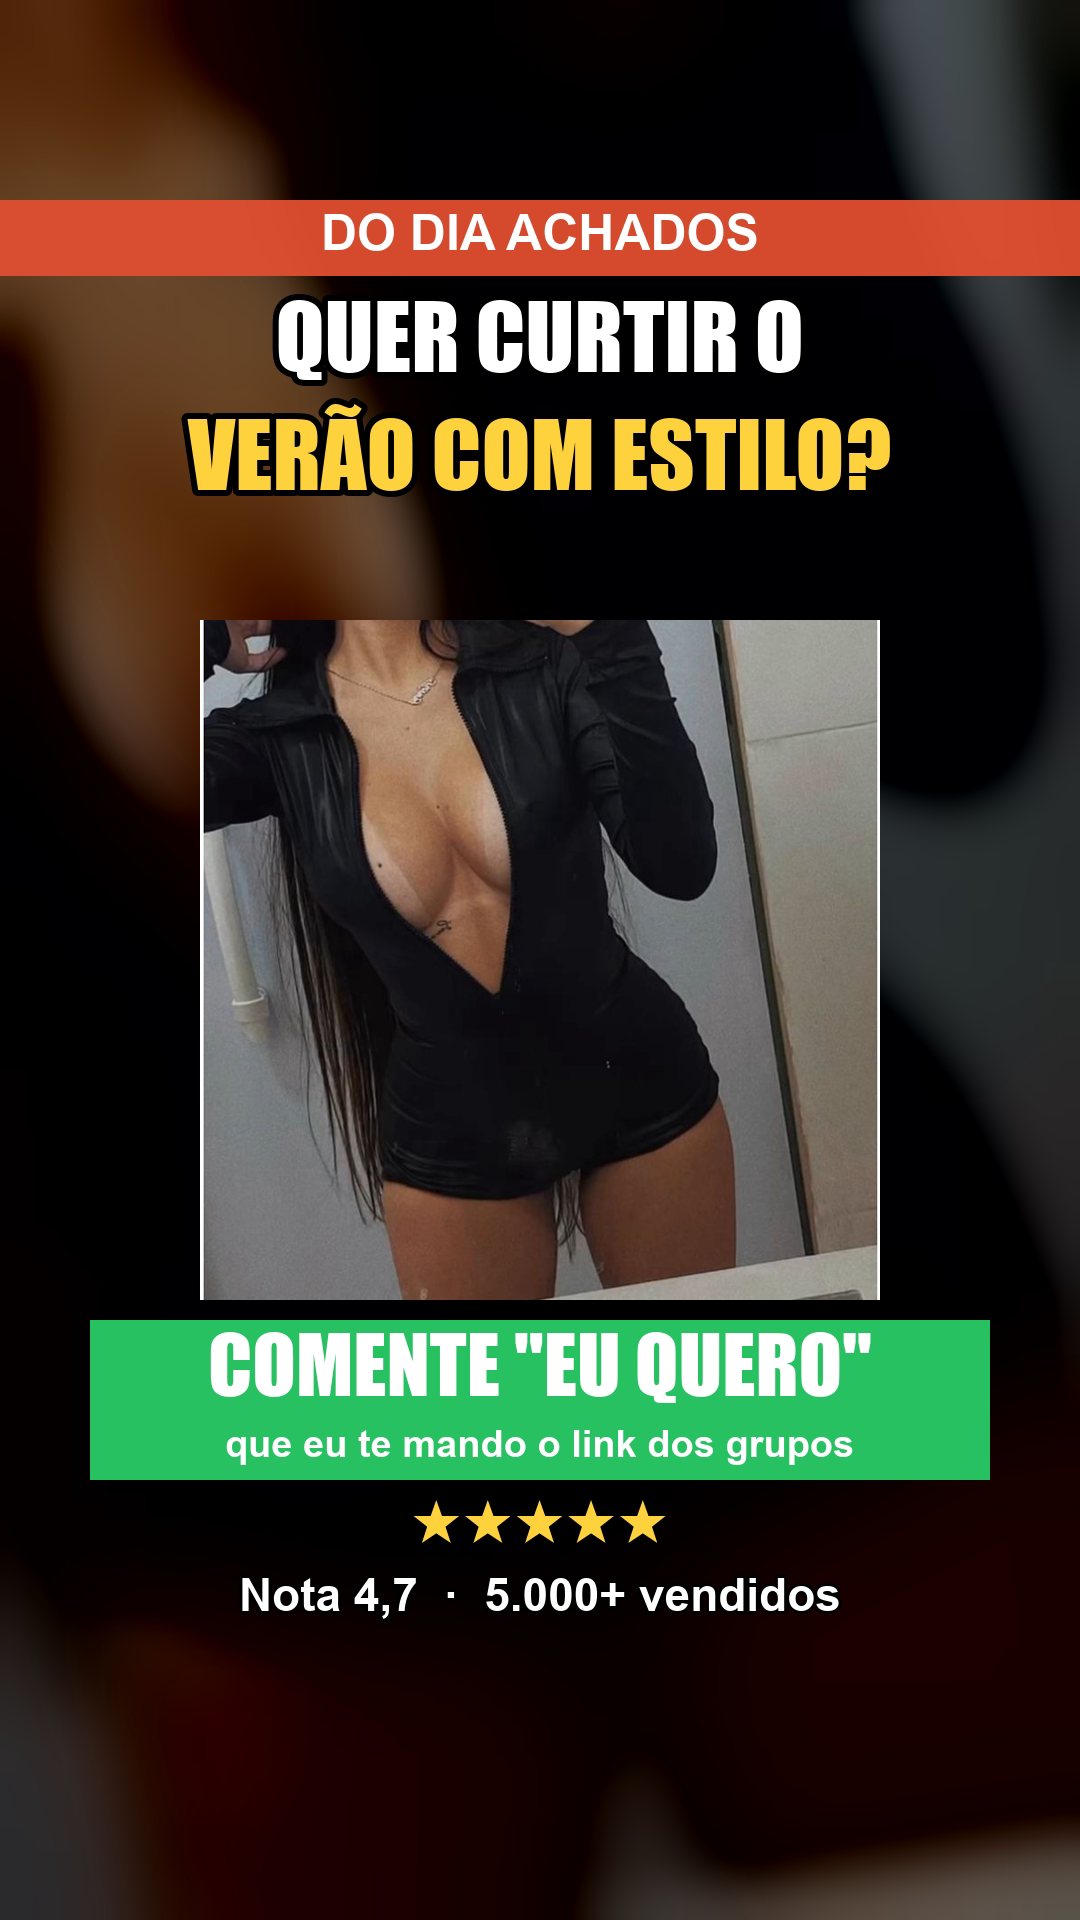 DO DIA ACHADOS
QUER CURTIR O
VERÃO COM ESTILO?
COMENTE "EU QUERO"
que eu te mando o link dos grupos
★★★★★
Nota 4,7 · 5.000+ vendidos